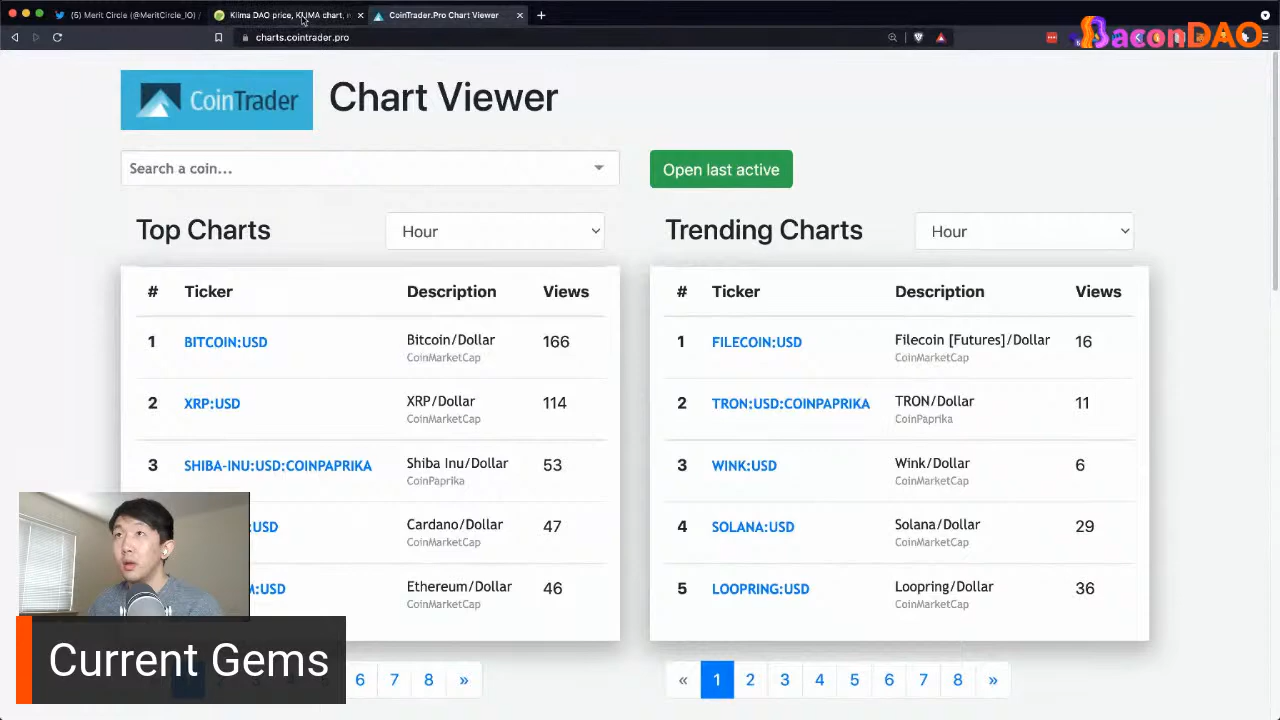 (5) Merit Circle (@MeritCircle_IO) /
Klima DAO price, KLIMA chart,
CoinTrader.Pro Chart Viewer
charts.cointrader.pro
BaconDAO
CoinTrader
Chart Viewer
Search a coin...
Open last active
Top Charts
Hour
Trending Charts
Hour
# Ticker Description Views
1 BITCOIN:USD Bitcoin/Dollar 166
CoinMarketCap
2 XRP:USD XRP/Dollar 114
CoinMarketCap
3 SHIBA-INU:USD:COINPAPRIKA Shiba Inu/Dollar 53
CoinPaprika
:USD Cardano/Dollar 47
CoinMarketCap
:USD Ethereum/Dollar 46
CoinMarketCap
# Ticker Description Views
1 FILECOIN:USD Filecoin [Futures]/Dollar 16
CoinMarketCap
2 TRON:USD:COINPAPRIKA TRON/Dollar 11
CoinPaprika
3 WINK:USD Wink/Dollar 6
CoinMarketCap
4 SOLANA:USD Solana/Dollar 29
CoinMarketCap
5 LOOPRING:USD Loopring/Dollar 36
CoinMarketCap
6 7 8 »
« 1 2 3 4 5 6 7 8 »
Current Gems